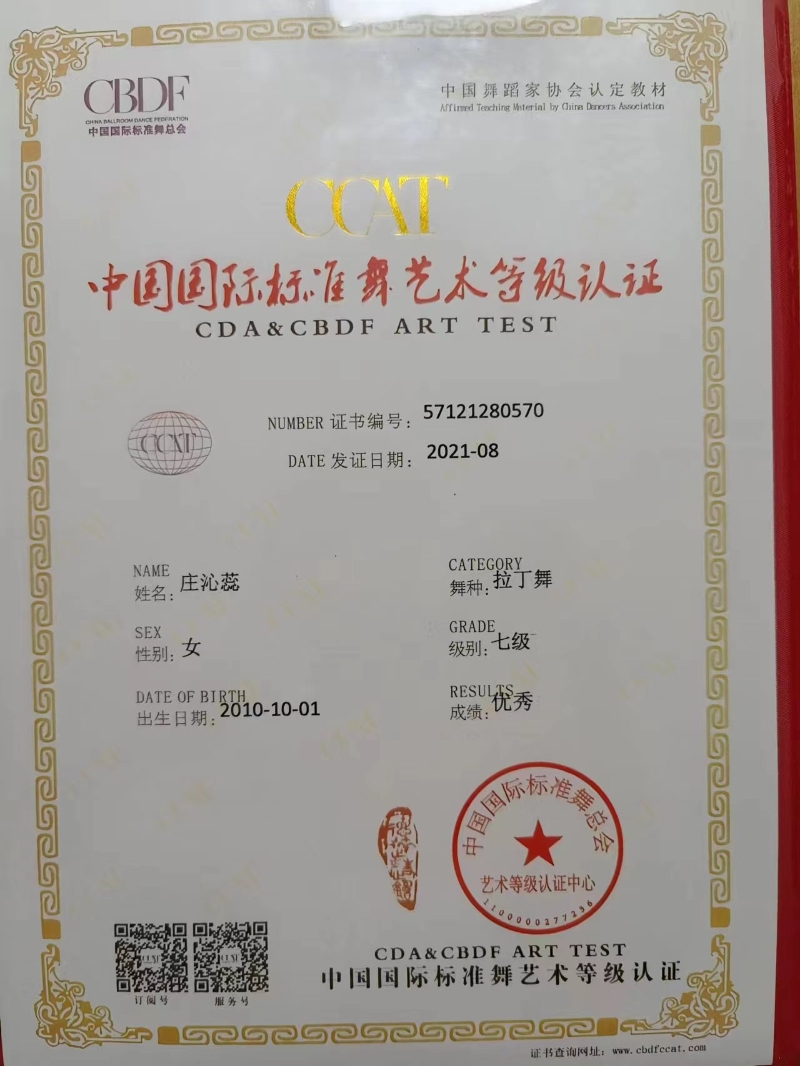 CBDF
CHINA BALLROOM DANCE FEDERATION
中国国际标准舞总会
中国舞蹈家协会认定教材
Affirmed Teaching Material by China Dancers Association
CCAT
中国国际标准舞艺术等级认证
CDA&CBDF ART TEST
CCAT
NUMBER 证书编号: 57121280570
DATE 发证日期: 2021-08
NAME
姓名: 庄沁蕊
CATEGORY
舞种: 拉丁舞
SEX
性别: 女
GRADE
级别: 七级
DATE OF BIRTH
出生日期: 2010-10-01
RESULTS
成绩: 优秀
中国国际标准舞总会
艺术等级认证中心
1100000277236
CDA&CBDF ART TEST
中国国际标准舞艺术等级认证
订阅号
服务号
证书查询网址: www.cbdfccat.com